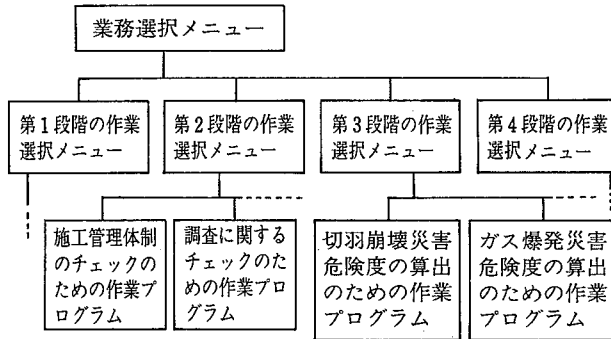 業務選択メニュー
第1段階の作業
選択メニュー
第2段階の作業
選択メニュー
第3段階の作業
選択メニュー
第4段階の作業
選択メニュー
施工管理体制
のチェックの
ための作業プ
ログラム
調査に関する
チェックのた
めの作業プロ
グラム
切羽崩壊災害
危険度の算出
のための作業
プログラム
ガス爆発災害
危険度の算出
のための作業
プログラム